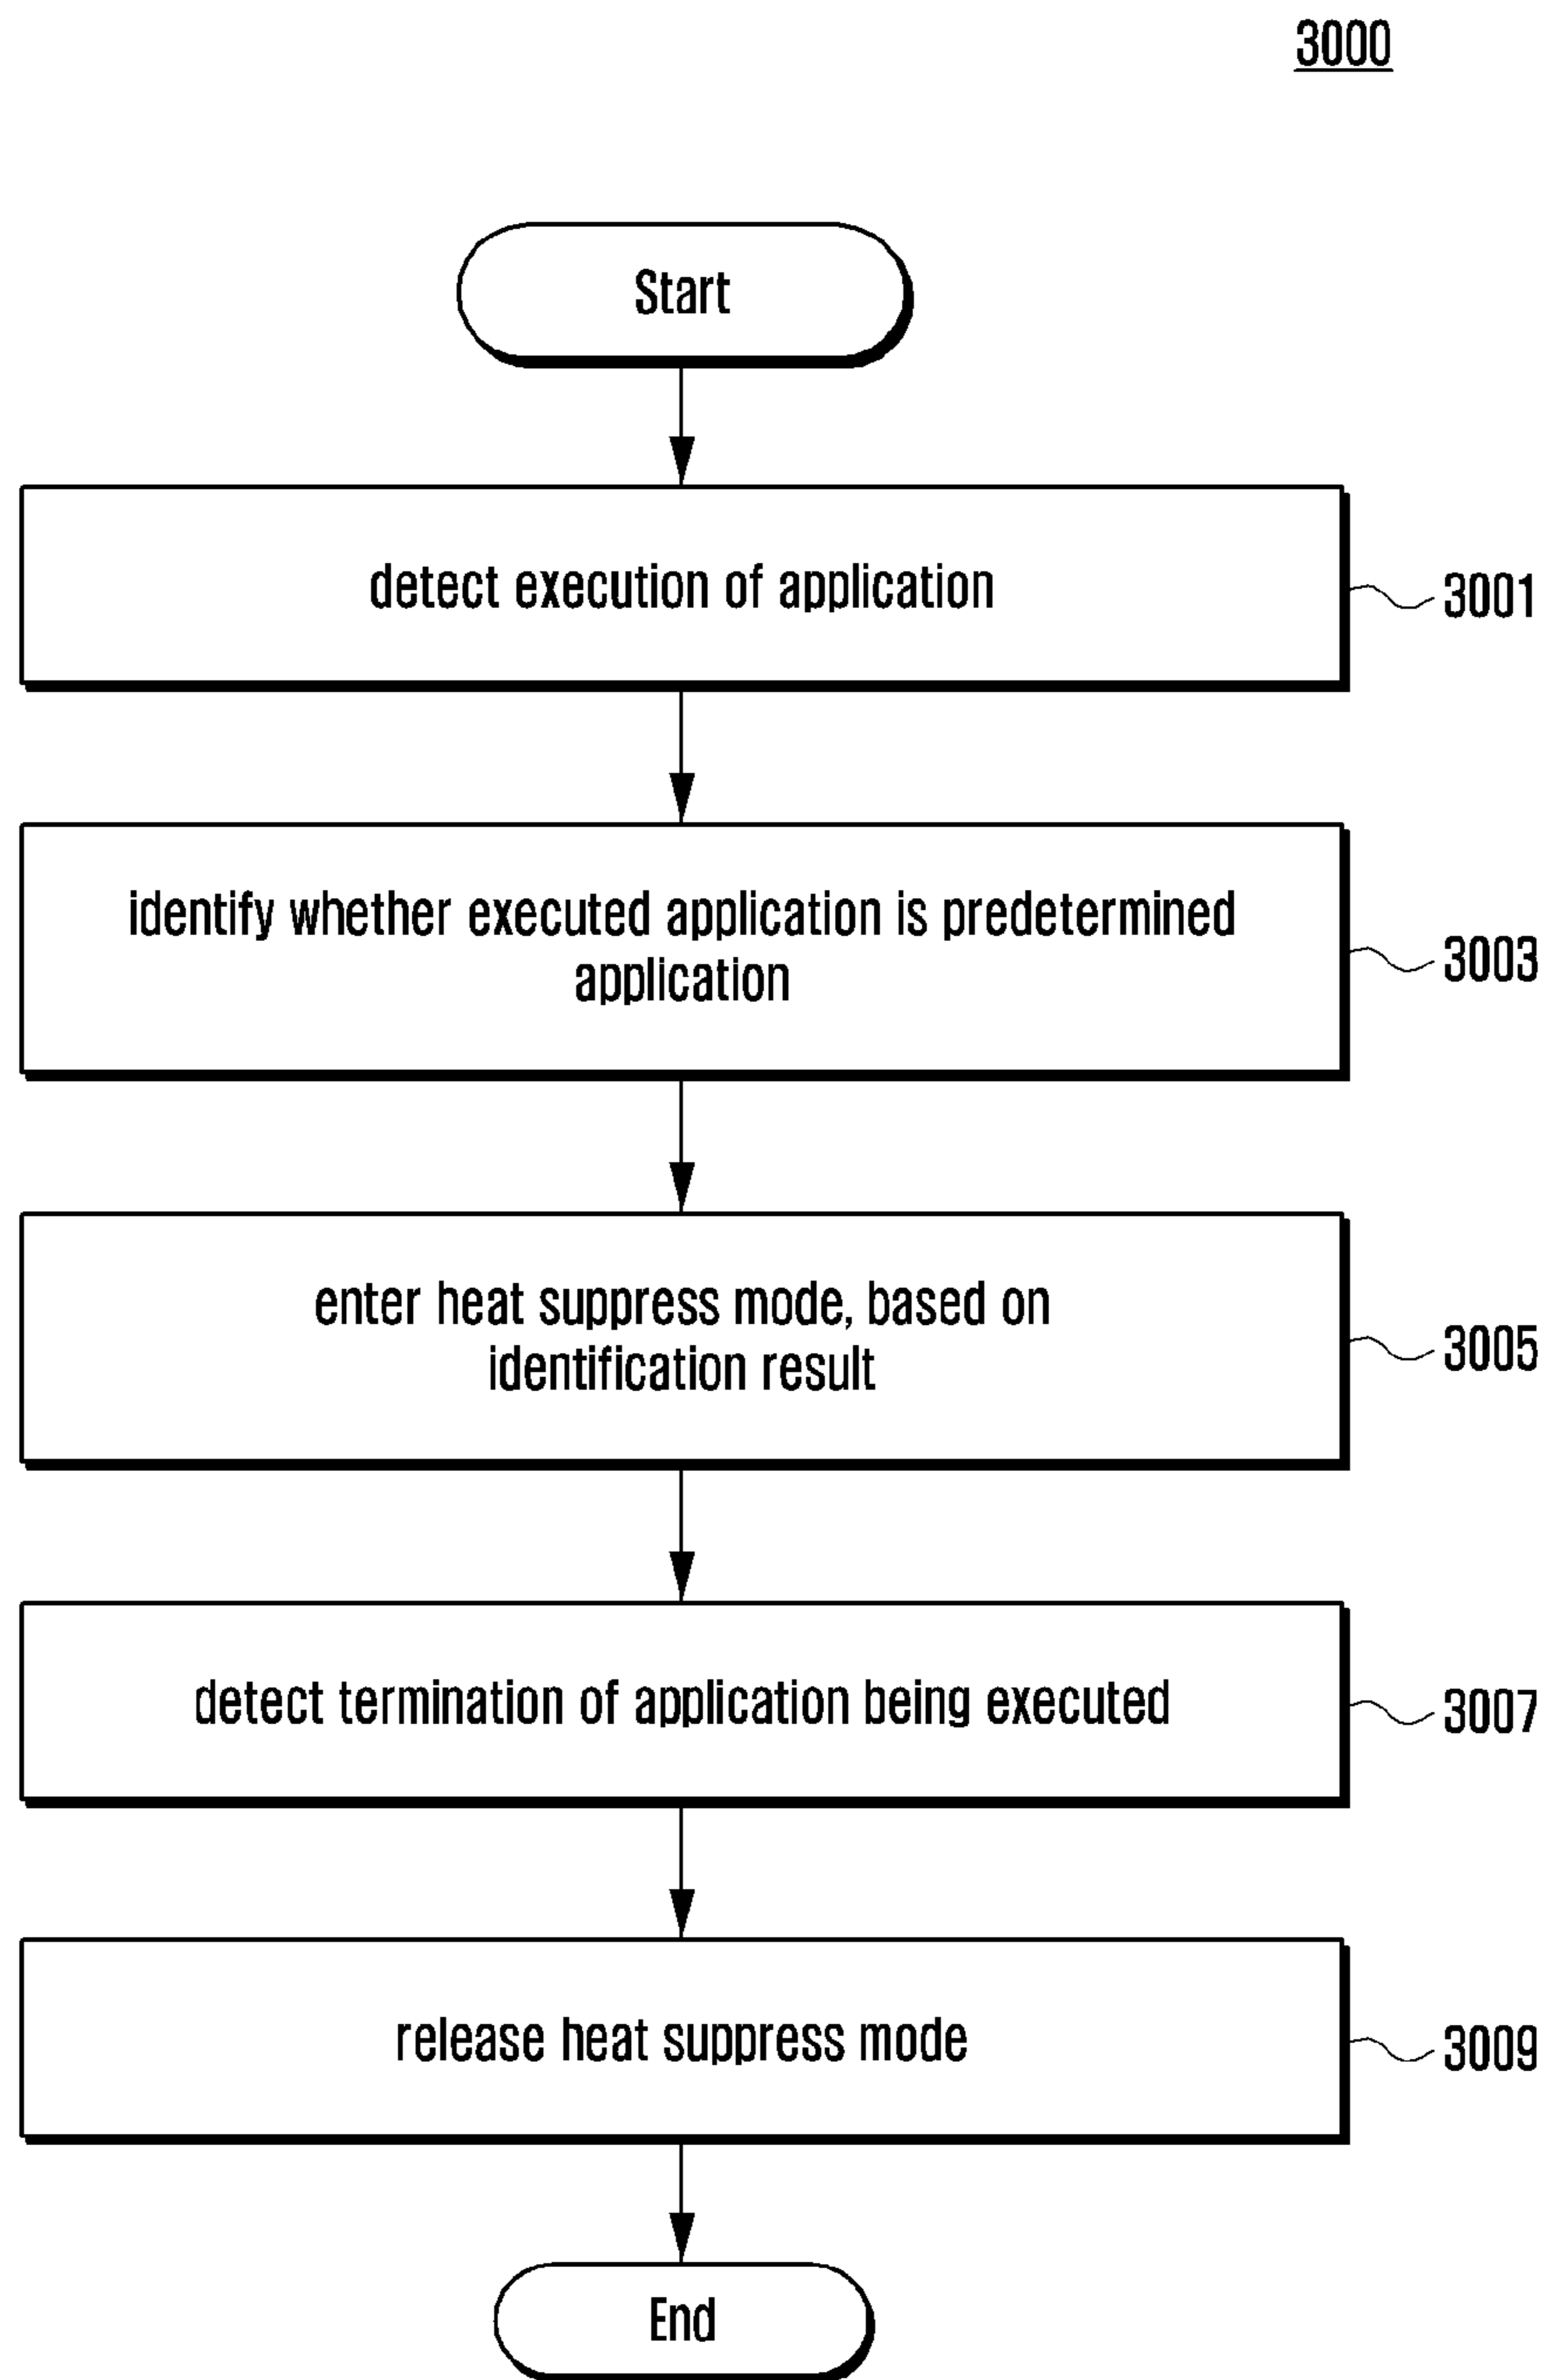 3000
Start
detect execution of application
3001
identify whether executed application is predetermined
application
3003
enter heat suppress mode, based on
identification result
3005
detect termination of application being executed
3007
release heat suppress mode
3009
End